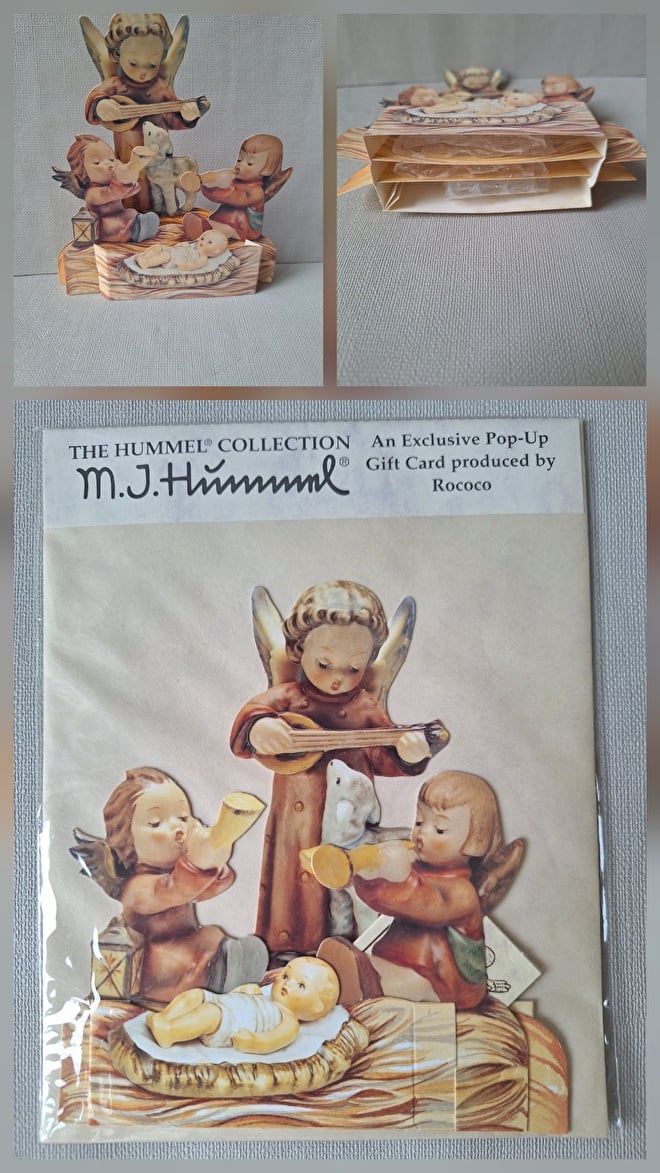 THE HUMMEL® COLLECTION
M.J.Hummel®
An Exclusive Pop-Up
Gift Card produced by
Rococo